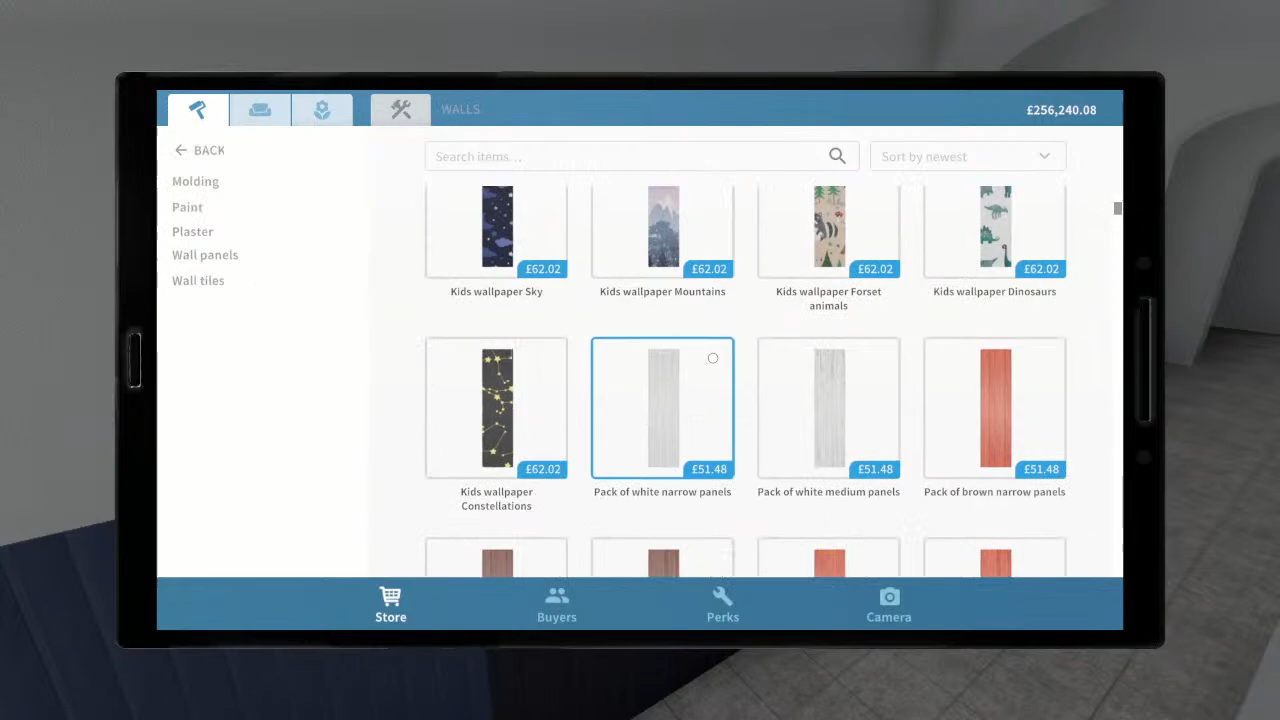 WALLS
£256,240.08
BACK
Molding
Paint
Plaster
Wall panels
Wall tiles
Search items...
Sort by newest
£62.02
£62.02
£62.02
£62.02
Kids wallpaper Sky
Kids wallpaper Mountains
Kids wallpaper Forset
animals
Kids wallpaper Dinosaurs
£62.02
£51.48
£51.48
£51.48
Kids wallpaper
Constellations
Pack of white narrow panels
Pack of white medium panels
Pack of brown narrow panels
Store
Buyers
Perks
Camera